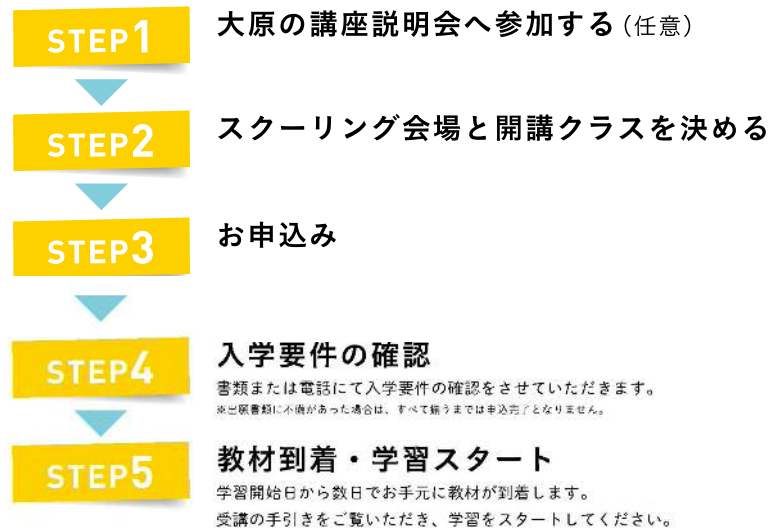 STEP1
大原の講座説明会へ参加する（任意）
STEP2
スクーリング会場と開講クラスを決める
STEP3
お申込み
STEP4
入学要件の確認
書類または電話にて入学要件の確認をさせていただきます。
※出願書類に不備があった場合は、すべて揃うまでは申込完了となりません。
STEP5
教材到着・学習スタート
学習開始日から数日でお手元に教材が到着します。
受講の手引きをご覧いただき、学習をスタートしてください。